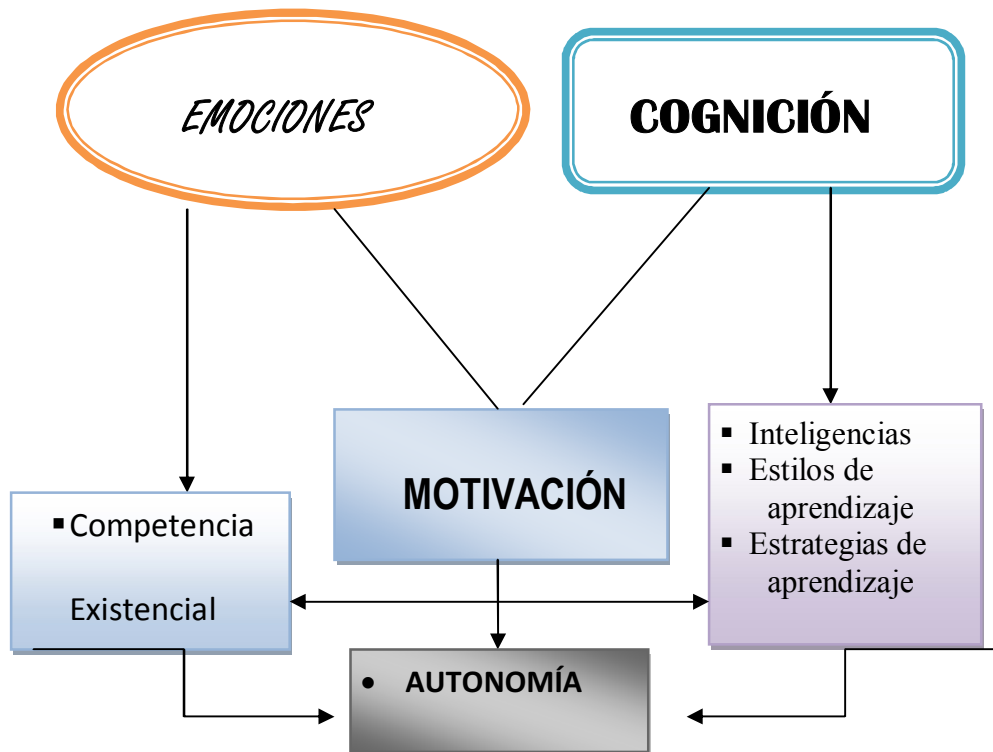 EMOCIONES
COGNICIÓN
MOTIVACIÓN
▪ Inteligencias
▪ Estilos de
aprendizaje
▪ Estrategias de
aprendizaje
▪ Competencia
Existencial
• AUTONOMÍA